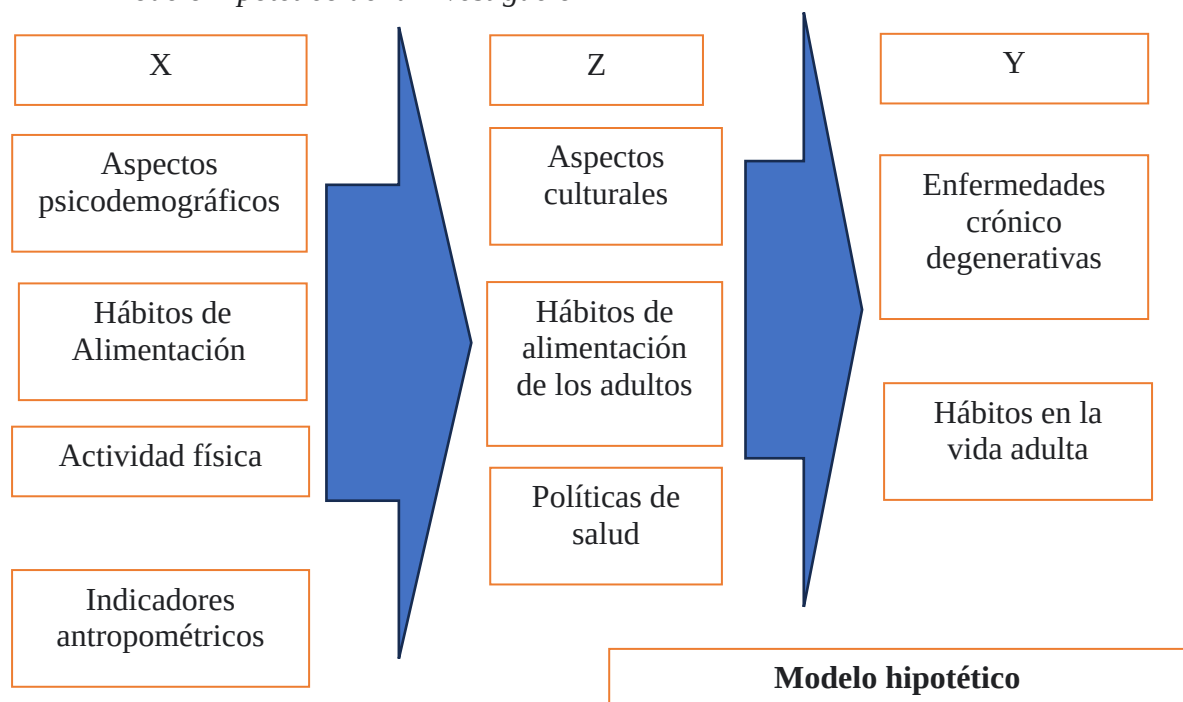 X
Aspectos
psicodemográficos
Hábitos de
Alimentación
Actividad física
Indicadores
antropométricos
Z
Aspectos
culturales
Hábitos de
alimentación
de los adultos
Políticas de
salud
Y
Enfermedades
crónico
degenerativas
Hábitos en la
vida adulta
Modelo hipotético